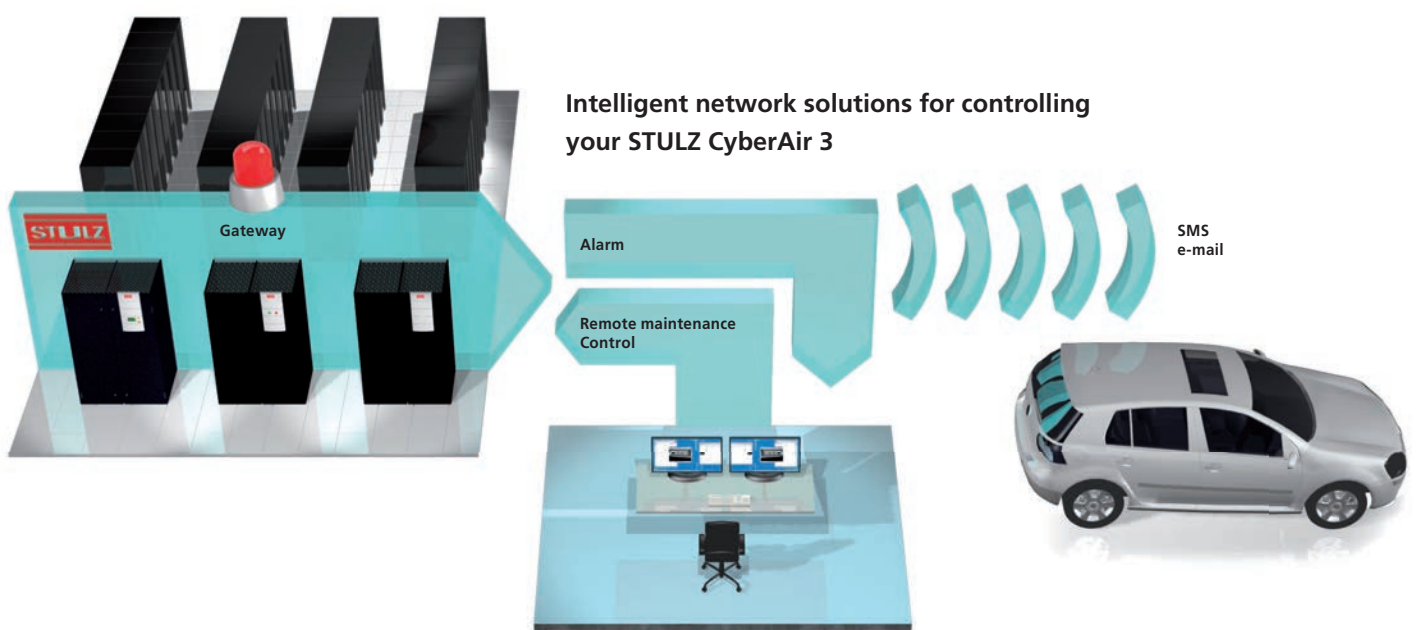 Intelligent network solutions for controlling
your STULZ CyberAir 3
STULZ
Gateway
Alarm
SMS
e-mail
Remote maintenance
Control